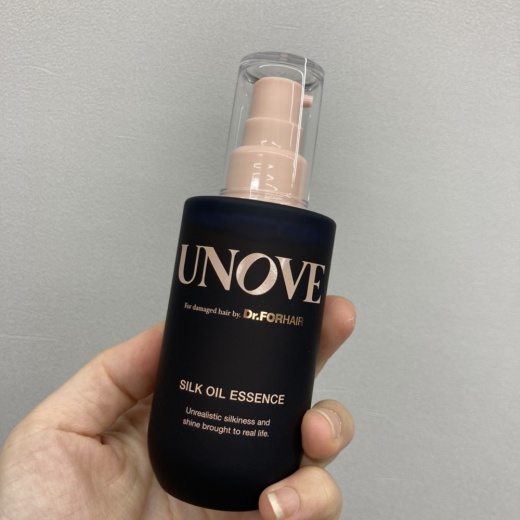 UNOVE
For damaged hair by. Dr.FORHAIR
SILK OIL ESSENCE
Unrealistic silkiness and
shine brought to real life.